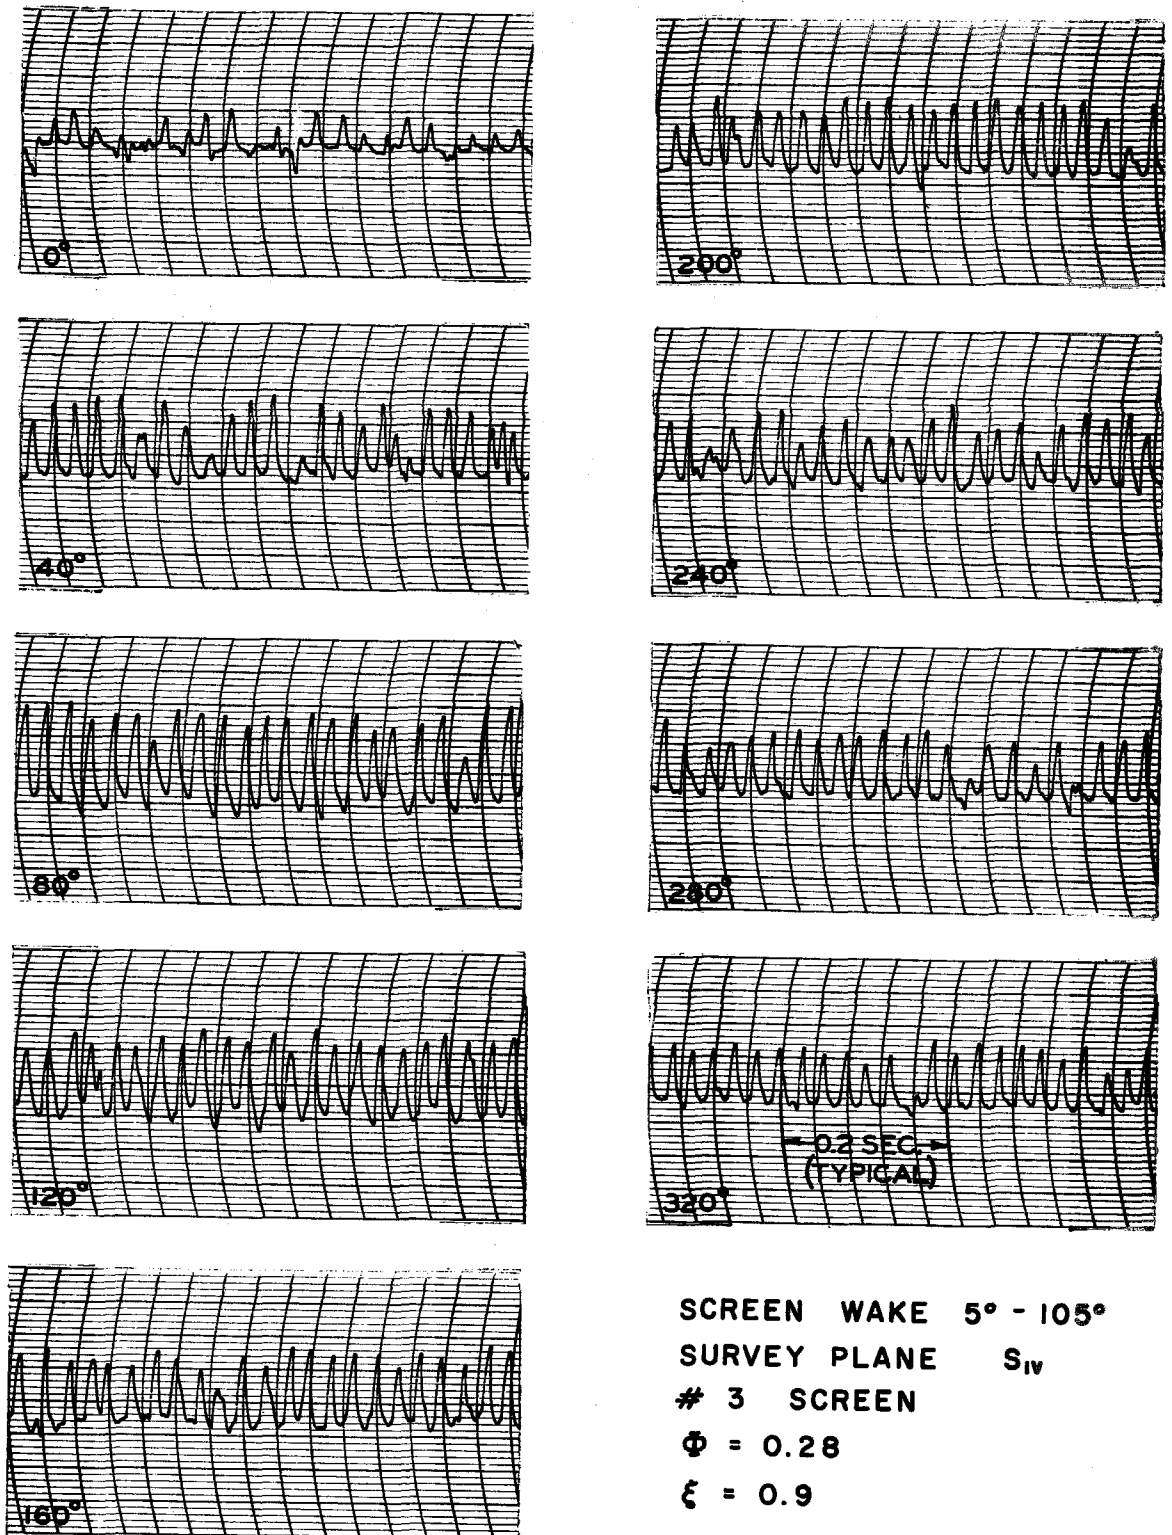 0°
200°
40°
240°
80°
280°
120°
0.2 SEC.
(TYPICAL)
320°
160°
SCREEN WAKE 5° - 105°
SURVEY PLANE S_IV
# 3 SCREEN
Φ = 0.28
ξ = 0.9